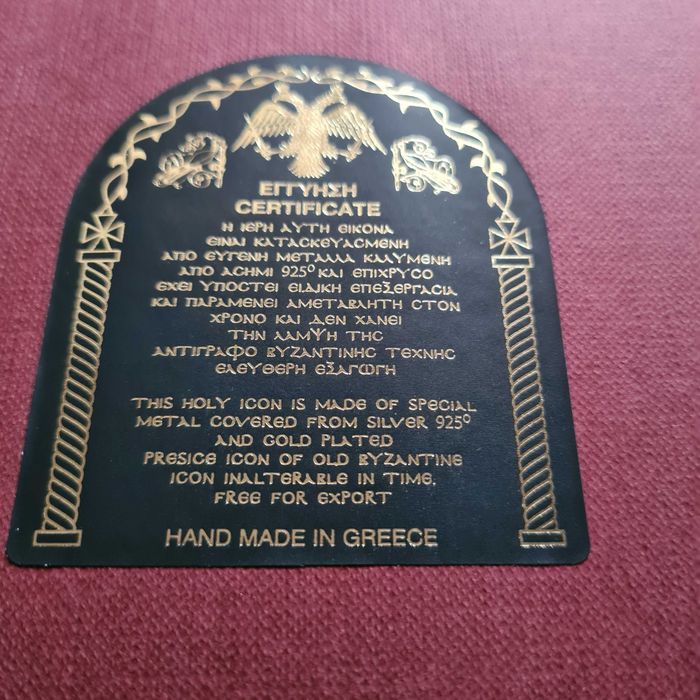 ΕΓΓΥΗΣΗ
CERTIFICATE
Η ΙΕΡΗ ΑΥΤΗ ΕΙΚΟΝΑ
ΕΙΝΑΙ ΚΑΤΑΣΚΕΥΑΣΜΕΝΗ
ΑΠΟ ΕΥΓΕΝΗ ΜΕΤΑΛΛΑ ΚΑΛΥΜΕΝΗ
ΑΠΟ ΑΣΗΜΙ 925⁰ ΚΑΙ ΕΠΙΧΡΥΣΟ
ΕΧΕΙ ΥΠΟΣΤΕΙ ΕΙΔΙΚΗ ΕΠΕΞΕΡΓΑΣΙΑ
ΚΑΙ ΠΑΡΑΜΕΝΕΙ ΑΜΕΤΑΒΛΗΤΗ ΣΤΟΝ
ΧΡΟΝΟ ΚΑΙ ΔΕΝ ΧΑΝΕΙ
ΤΗΝ ΛΑΜΨΗ ΤΗΣ
ΑΝΤΙΓΡΑΦΟ ΒΥΖΑΝΤΙΝΗΣ ΤΕΧΝΗΣ
ΕΛΕΥΘΕΡΗ ΕΞΑΓΩΓΗ
THIS HOLY ICON IS MADE OF SPECIAL
METAL COVERED FROM SILVER 925⁰
AND GOLD PLATED
PRESICE ICON OF OLD BYZANTINE
ICON INALTERABLE IN TIME.
FREE FOR EXPORT
HAND MADE IN GREECE